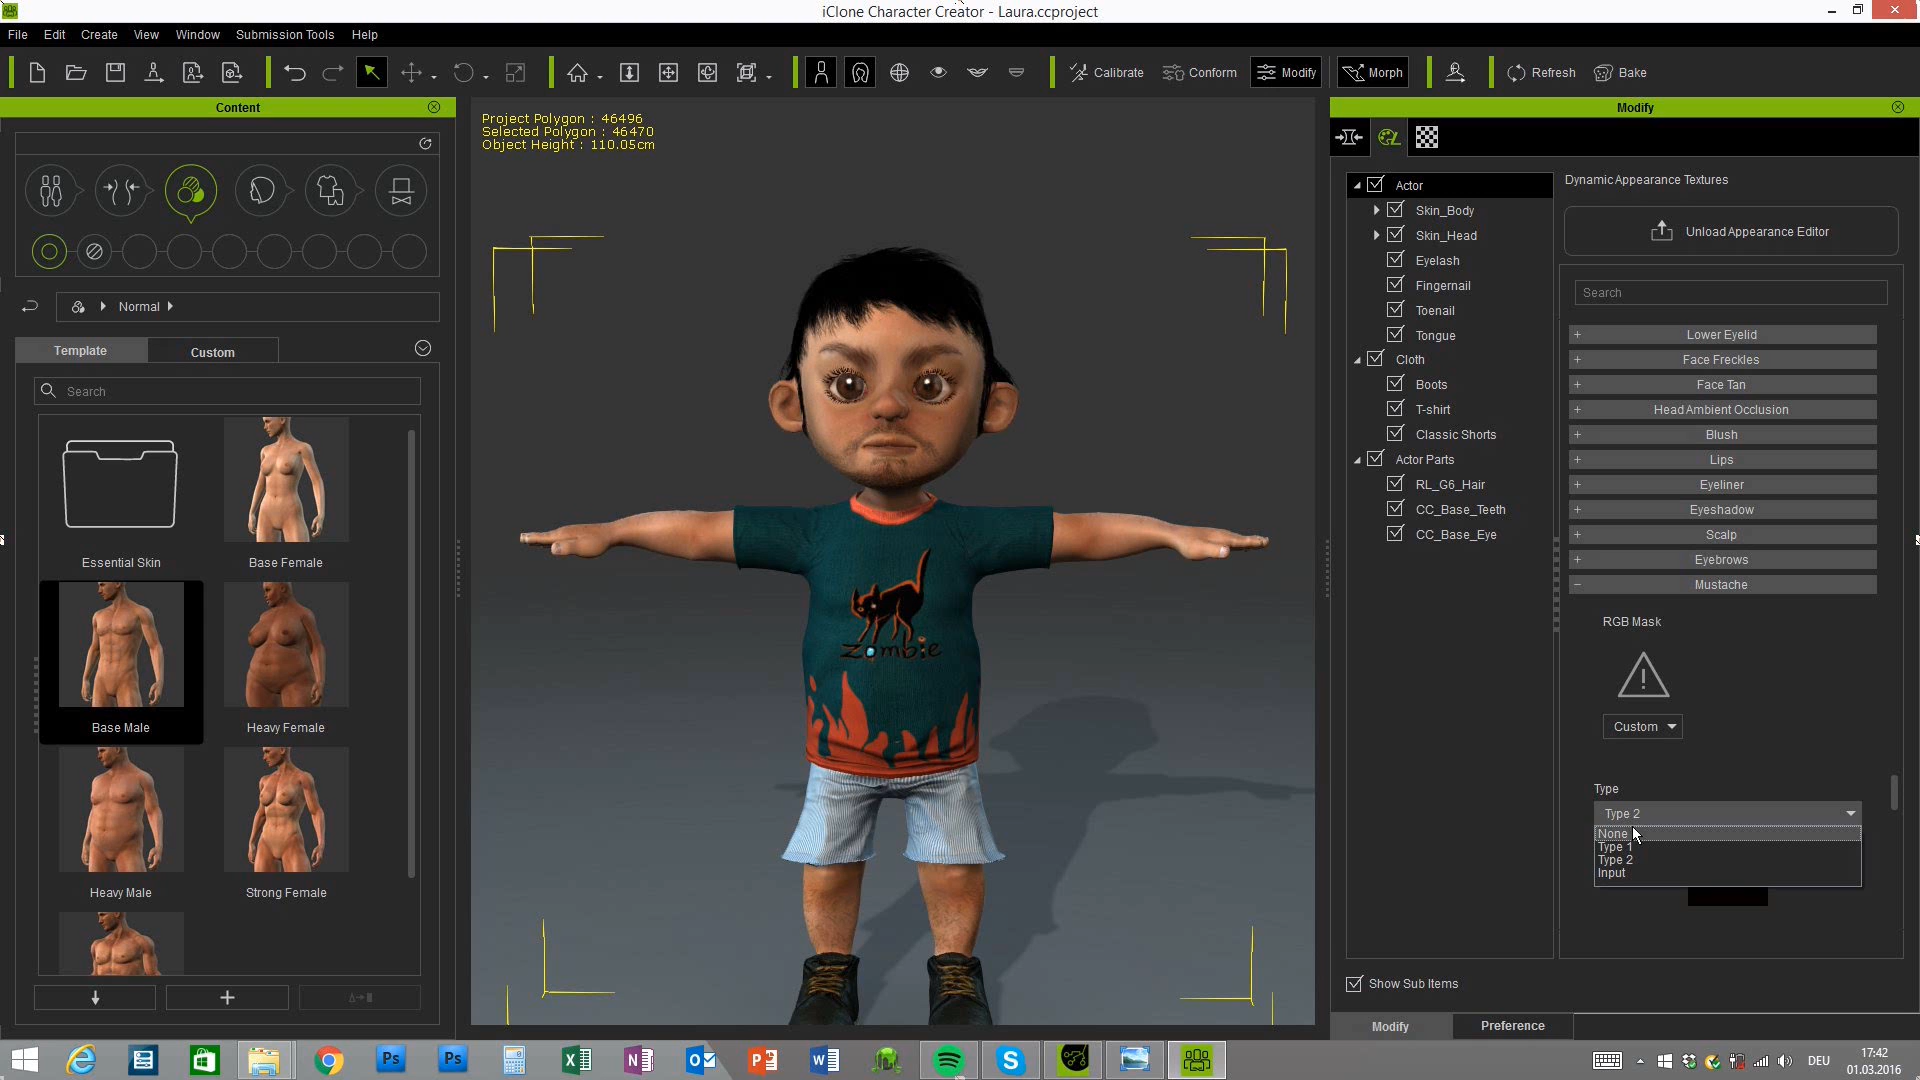 iClone Character Creator - Laura.ccproject
File Edit Create View Window Submission Tools Help
Calibrate Conform Modify Morph Refresh Bake
Content
Normal
Template Custom
Search
Essential Skin Base Female
Base Male Heavy Female
Heavy Male Strong Female
Project Polygon : 46496
Selected Polygon : 46470
Object Height : 110.05cm
zombie
Modify
Actor
Skin_Body
Skin_Head
Eyelash
Fingernail
Toenail
Tongue
Cloth
Boots
T-shirt
Classic Shorts
Actor Parts
RL_G6_Hair
CC_Base_Teeth
CC_Base_Eye
Show Sub Items
Dynamic Appearance Textures
Unload Appearance Editor
Search
+ Lower Eyelid
+ Face Freckles
+ Face Tan
+ Head Ambient Occlusion
+ Blush
+ Lips
+ Eyeliner
+ Eyeshadow
+ Scalp
+ Eyebrows
- Mustache
RGB Mask
Custom
Type
Type 2
None
Type 1
Type 2
Input
Modify Preference
DEU 17:42
01.03.2016